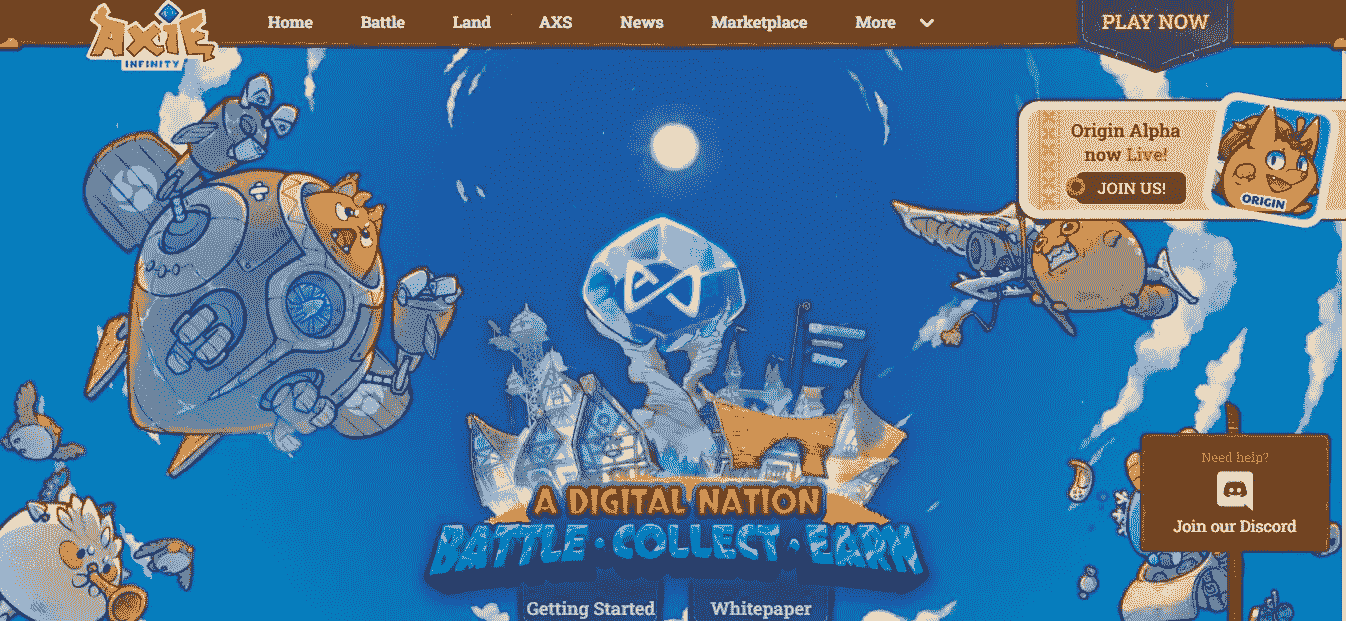 AXIE
INFINITY
Home
Battle
Land
AXS
News
Marketplace
More
PLAY NOW
Origin Alpha
now Live!
JOIN US!
ORIGIN
A DIGITAL NATION
BATTLE · COLLECT · EARN
Need help?
Join our Discord
Getting Started
Whitepaper